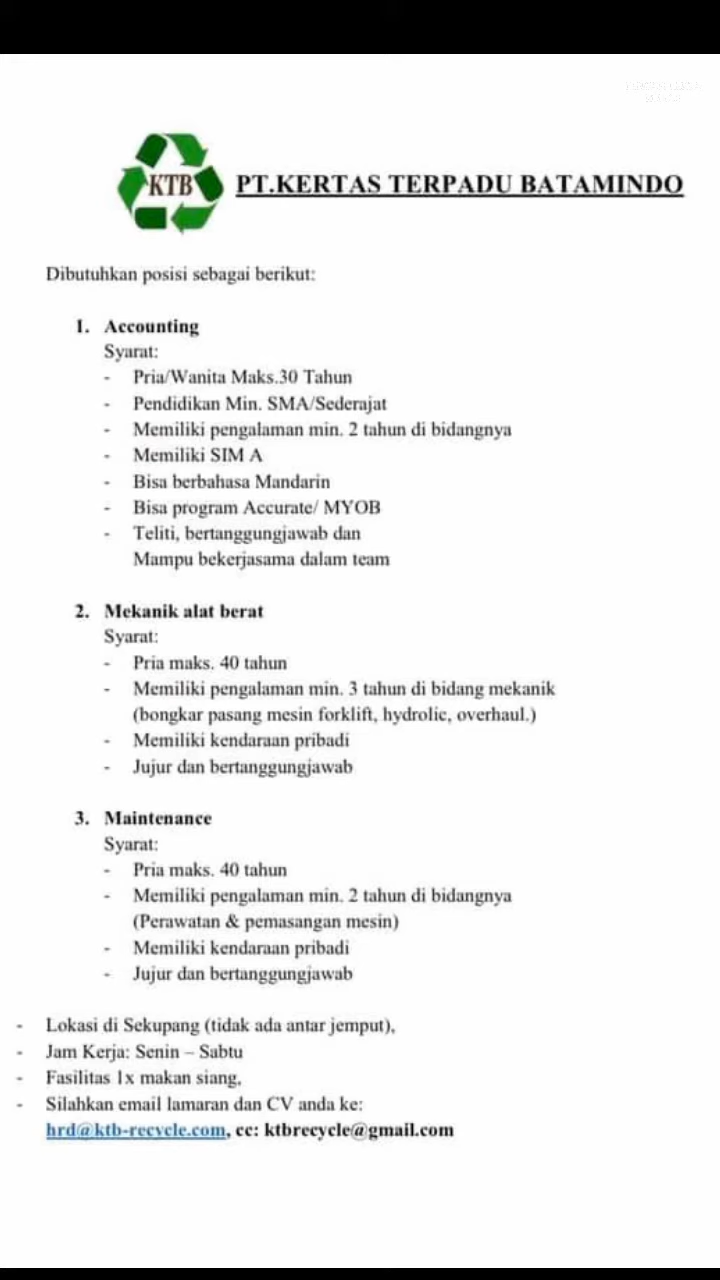 KTB
PT.KERTAS TERPADU BATAMINDO
Dibutuhkan posisi sebagai berikut:
1. Accounting
Syarat:
- Pria/Wanita Maks.30 Tahun
- Pendidikan Min. SMA/Sederajat
- Memiliki pengalaman min. 2 tahun di bidangnya
- Memiliki SIM A
- Bisa berbahasa Mandarin
- Bisa program Accurate/ MYOB
- Teliti, bertanggungjawab dan
Mampu bekerjasama dalam team
2. Mekanik alat berat
Syarat:
- Pria maks. 40 tahun
- Memiliki pengalaman min. 3 tahun di bidang mekanik
(bongkar pasang mesin forklift, hydrolic, overhaul.)
- Memiliki kendaraan pribadi
- Jujur dan bertanggungjawab
3. Maintenance
Syarat:
- Pria maks. 40 tahun
- Memiliki pengalaman min. 2 tahun di bidangnya
(Perawatan & pemasangan mesin)
- Memiliki kendaraan pribadi
- Jujur dan bertanggungjawab
- Lokasi di Sekupang (tidak ada antar jemput),
- Jam Kerja: Senin – Sabtu
- Fasilitas 1x makan siang,
- Silahkan email lamaran dan CV anda ke:
hrd@ktb-recycle.com, cc: ktbrecycle@gmail.com